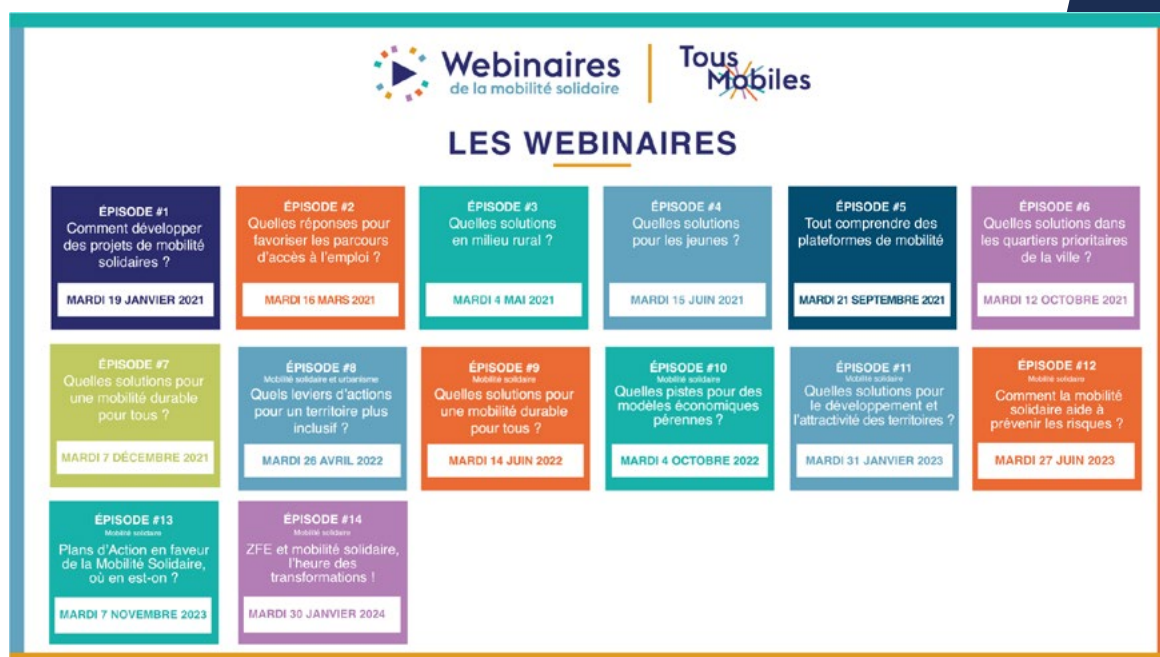 Webinaires
de la mobilité solidaire
Tous
Mobiles
LES WEBINAIRES
ÉPISODE #1
Comment développer
des projets de mobilité
solidaires ?
MARDI 19 JANVIER 2021
ÉPISODE #2
Quelles réponses pour
favoriser les parcours
d'accès à l'emploi ?
MARDI 16 MARS 2021
ÉPISODE #3
Quelles solutions
en milieu rural ?
MARDI 4 MAI 2021
ÉPISODE #4
Quelles solutions
pour les jeunes ?
MARDI 15 JUIN 2021
ÉPISODE #5
Tout comprendre des
plateformes de mobilité
MARDI 21 SEPTEMBRE 2021
ÉPISODE #6
Quelles solutions dans
les quartiers prioritaires
de la ville ?
MARDI 12 OCTOBRE 2021
ÉPISODE #7
Quelles solutions pour
une mobilité durable
pour tous ?
MARDI 7 DÉCEMBRE 2021
ÉPISODE #8
Mobilité solidaire et urbanisme
Quels leviers d'actions
pour un territoire plus
inclusif ?
MARDI 26 AVRIL 2022
ÉPISODE #9
Mobilité solidaire
Quelles solutions pour
une mobilité durable
pour tous ?
MARDI 14 JUIN 2022
ÉPISODE #10
Mobilité solidaire
Quelles pistes pour des
modèles économiques
pérennes ?
MARDI 4 OCTOBRE 2022
ÉPISODE #11
Mobilité solidaire
Quelles solutions pour
le développement et
l'attractivité des territoires ?
MARDI 31 JANVIER 2023
ÉPISODE #12
Mobilité solidaire
Comment la mobilité
solidaire aide à
prévenir les risques ?
MARDI 27 JUIN 2023
ÉPISODE #13
Mobilité solidaire
Plans d'Action en faveur
de la Mobilité Solidaire,
où en est-on ?
MARDI 7 NOVEMBRE 2023
ÉPISODE #14
Mobilité solidaire
ZFE et mobilité solidaire,
l'heure des
transformations !
MARDI 30 JANVIER 2024